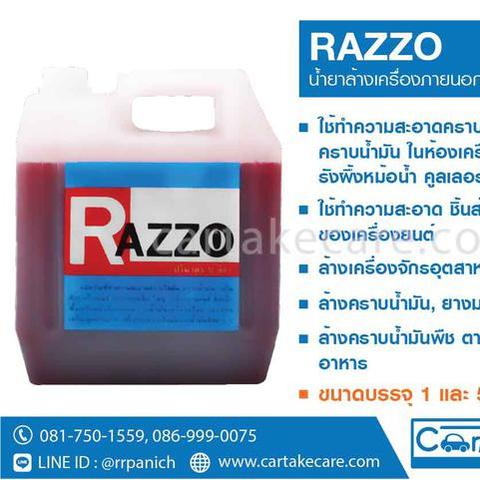 RAZZO
น้ำยาล้างเครื่องภายนอก
ใช้ทำความสะอาดคราบ
คราบน้ำมัน ในห้องเครื
รังผึ้งหม้อน้ำ คูลเลอร
ใช้ทำความสะอาด ชิ้นส
ของเครื่องยนต์
ล้างเครื่องจักรอุตสาห
ล้างคราบน้ำมัน, ยางม
ล้างคราบน้ำมันพืช ตา
อาหาร
ขนาดบรรจุ 1 และ 5
RAZZO
cartakecare.co
081-750-1559, 086-999-0075
LINE ID : @rrpanich
www.cartakecare.com
Car